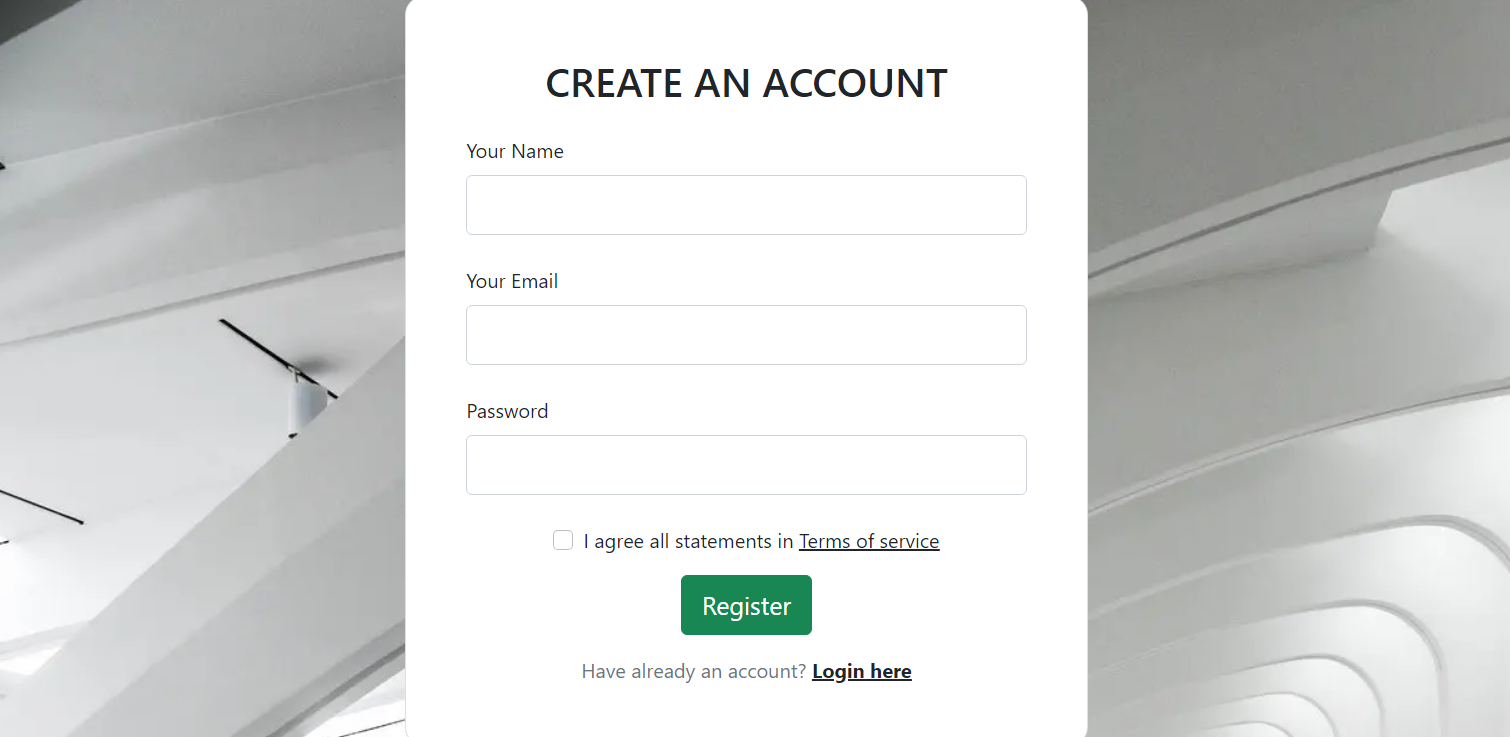 CREATE AN ACCOUNT
Your Name
Your Email
Password
I agree all statements in Terms of service
Register
Have already an account? Login here